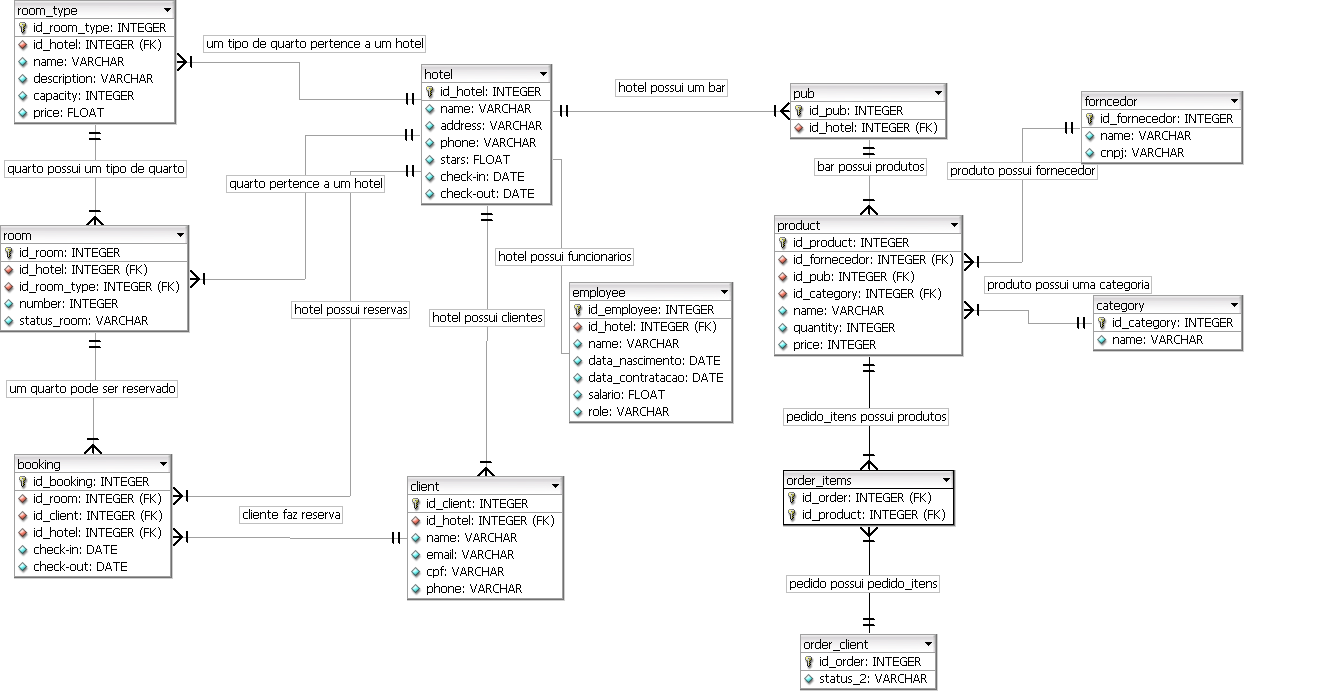 room_type
id_room_type: INTEGER
id_hotel: INTEGER (FK)
name: VARCHAR
description: VARCHAR
capacity: INTEGER
price: FLOAT
um tipo de quarto pertence a um hotel
hotel
id_hotel: INTEGER
name: VARCHAR
address: VARCHAR
phone: VARCHAR
stars: FLOAT
check-in: DATE
check-out: DATE
hotel possui um bar
pub
id_pub: INTEGER
id_hotel: INTEGER (FK)
forncedor
id_fornecedor: INTEGER
name: VARCHAR
cnpj: VARCHAR
quarto possui um tipo de quarto
quarto pertence a um hotel
bar possui produtos
produto possui fornecedor
room
id_room: INTEGER
id_hotel: INTEGER (FK)
id_room_type: INTEGER (FK)
number: INTEGER
status_room: VARCHAR
hotel possui funcionarios
product
id_product: INTEGER
id_fornecedor: INTEGER (FK)
id_pub: INTEGER (FK)
id_category: INTEGER (FK)
name: VARCHAR
quantity: INTEGER
price: INTEGER
produto possui uma categoria
category
id_category: INTEGER
name: VARCHAR
hotel possui reservas
hotel possui clientes
employee
id_employee: INTEGER
id_hotel: INTEGER (FK)
name: VARCHAR
data_nascimento: DATE
data_contratacao: DATE
salario: FLOAT
role: VARCHAR
um quarto pode ser reservado
pedido_itens possui produtos
booking
id_booking: INTEGER
id_room: INTEGER (FK)
id_client: INTEGER (FK)
id_hotel: INTEGER (FK)
check-in: DATE
check-out: DATE
cliente faz reserva
client
id_client: INTEGER
id_hotel: INTEGER (FK)
name: VARCHAR
email: VARCHAR
cpf: VARCHAR
phone: VARCHAR
order_items
id_order: INTEGER (FK)
id_product: INTEGER (FK)
pedido possui pedido_itens
order_client
id_order: INTEGER
status_2: VARCHAR